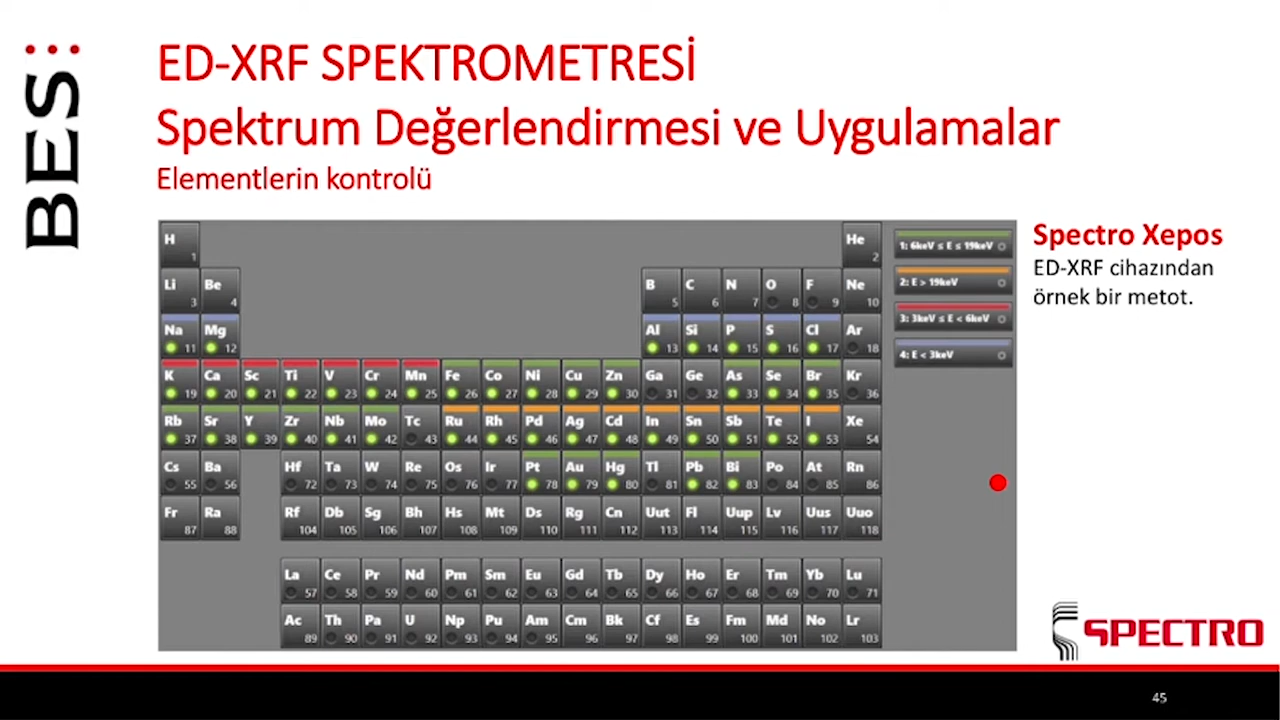 BES
ED-XRF SPEKTROMETRESİ
Spektrum Değerlendirmesi ve Uygulamalar
Elementlerin kontrolü
H 1 He 2
Li 3 Be 4 B 5 C 6 N 7 O 8 F 9 Ne 10
Na 11 Mg 12 Al 13 Si 14 P 15 S 16 Cl 17 Ar 18
K 19 Ca 20 Sc 21 Ti 22 V 23 Cr 24 Mn 25 Fe 26 Co 27 Ni 28 Cu 29 Zn 30 Ga 31 Ge 32 As 33 Se 34 Br 35 Kr 36
Rb 37 Sr 38 Y 39 Zr 40 Nb 41 Mo 42 Tc 43 Ru 44 Rh 45 Pd 46 Ag 47 Cd 48 In 49 Sn 50 Sb 51 Te 52 I 53 Xe 54
Cs 55 Ba 56 Hf 72 Ta 73 W 74 Re 75 Os 76 Ir 77 Pt 78 Au 79 Hg 80 Tl 81 Pb 82 Bi 83 Po 84 At 85 Rn 86
Fr 87 Ra 88 Rf 104 Db 105 Sg 106 Bh 107 Hs 108 Mt 109 Ds 110 Rg 111 Cn 112 Uut 113 Fl 114 Uup 115 Lv 116 Uus 117 Uuo 118
La 57 Ce 58 Pr 59 Nd 60 Pm 61 Sm 62 Eu 63 Gd 64 Tb 65 Dy 66 Ho 67 Er 68 Tm 69 Yb 70 Lu 71
Ac 89 Th 90 Pa 91 U 92 Np 93 Pu 94 Am 95 Cm 96 Bk 97 Cf 98 Es 99 Fm 100 Md 101 No 102 Lr 103
1: 6keV ≤ E ≤ 19keV
2: E > 19keV
3: 3keV ≤ E < 6keV
4: E < 3keV
Spectro Xepos
ED-XRF cihazından
örnek bir metot.
SPECTRO
45